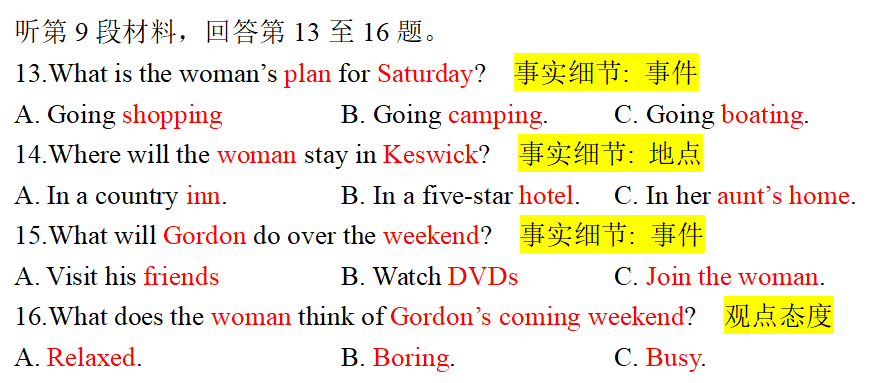 听第 9 段材料，回答第 13 至 16 题。
13.What is the woman's plan for Saturday? 事实细节：事件
A. Going shopping B. Going camping. C. Going boating.
14.Where will the woman stay in Keswick? 事实细节：地点
A. In a country inn. B. In a five-star hotel. C. In her aunt's home.
15.What will Gordon do over the weekend? 事实细节：事件
A. Visit his friends B. Watch DVDs C. Join the woman.
16.What does the woman think of Gordon's coming weekend? 观点态度
A. Relaxed. B. Boring. C. Busy.